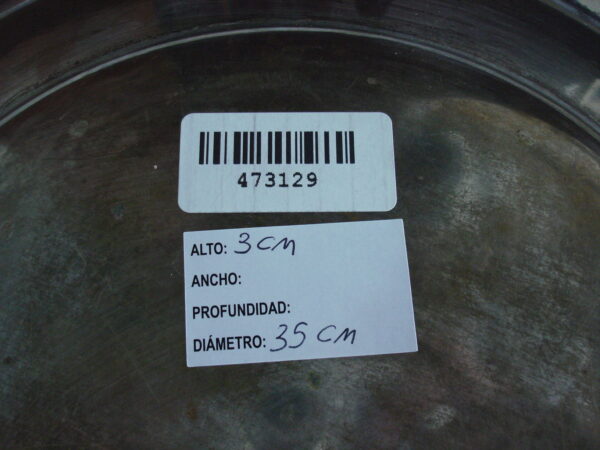 473129
ALTO: 3 CM
ANCHO:
PROFUNDIDAD:
DIÁMETRO: 35 CM